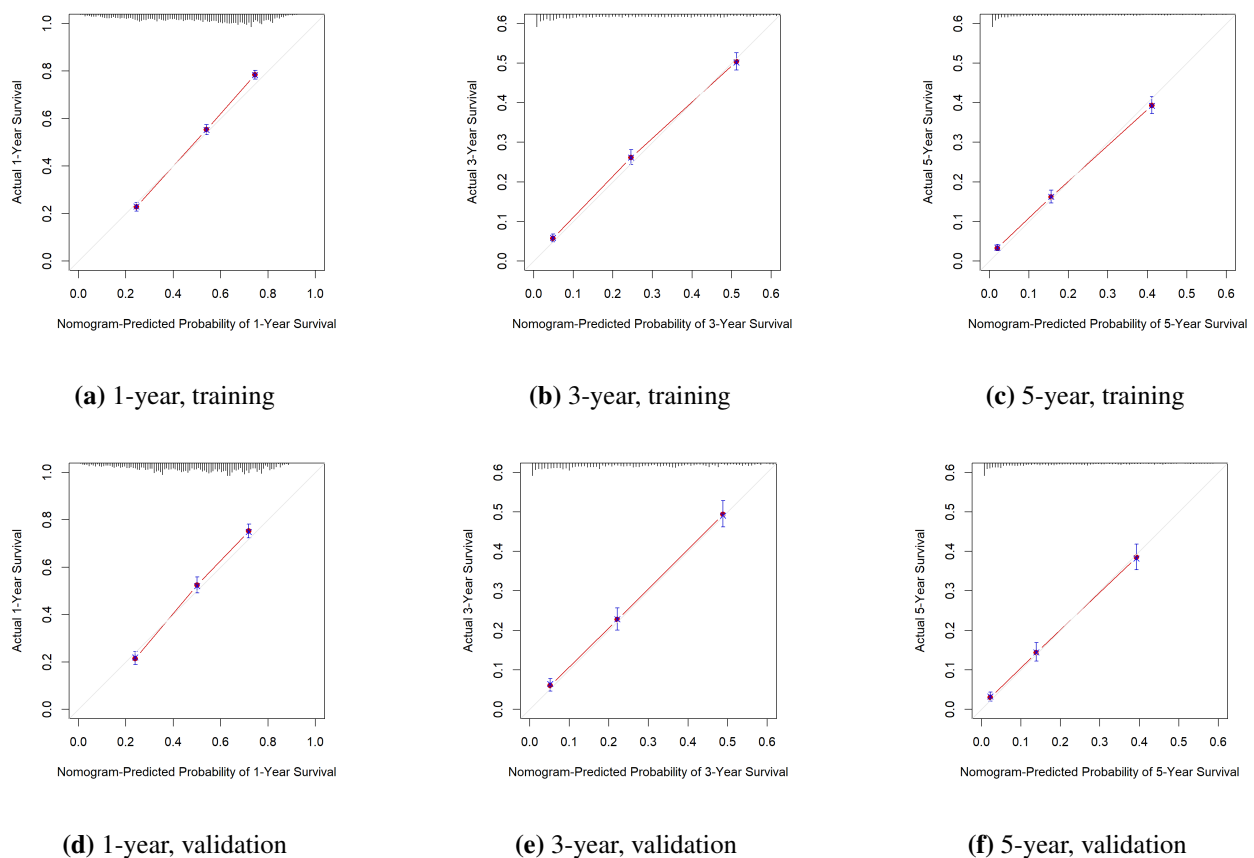 1.0
0.8
0.6
0.4
0.2
0.0
Actual 1-Year Survival
0.0 0.2 0.4 0.6 0.8 1.0
Nomogram-Predicted Probability of 1-Year Survival
(a) 1-year, training
0.6
0.5
0.4
0.3
0.2
0.1
0.0
Actual 3-Year Survival
0.0 0.1 0.2 0.3 0.4 0.5 0.6
Nomogram-Predicted Probability of 3-Year Survival
(b) 3-year, training
0.6
0.5
0.4
0.3
0.2
0.1
0.0
Actual 5-Year Survival
0.0 0.1 0.2 0.3 0.4 0.5 0.6
Nomogram-Predicted Probability of 5-Year Survival
(c) 5-year, training
1.0
0.8
0.6
0.4
0.2
0.0
Actual 1-Year Survival
0.0 0.2 0.4 0.6 0.8 1.0
Nomogram-Predicted Probability of 1-Year Survival
(d) 1-year, validation
0.6
0.5
0.4
0.3
0.2
0.1
0.0
Actual 3-Year Survival
0.0 0.1 0.2 0.3 0.4 0.5 0.6
Nomogram-Predicted Probability of 3-Year Survival
(e) 3-year, validation
0.6
0.5
0.4
0.3
0.2
0.1
0.0
Actual 5-Year Survival
0.0 0.1 0.2 0.3 0.4 0.5 0.6
Nomogram-Predicted Probability of 5-Year Survival
(f) 5-year, validation